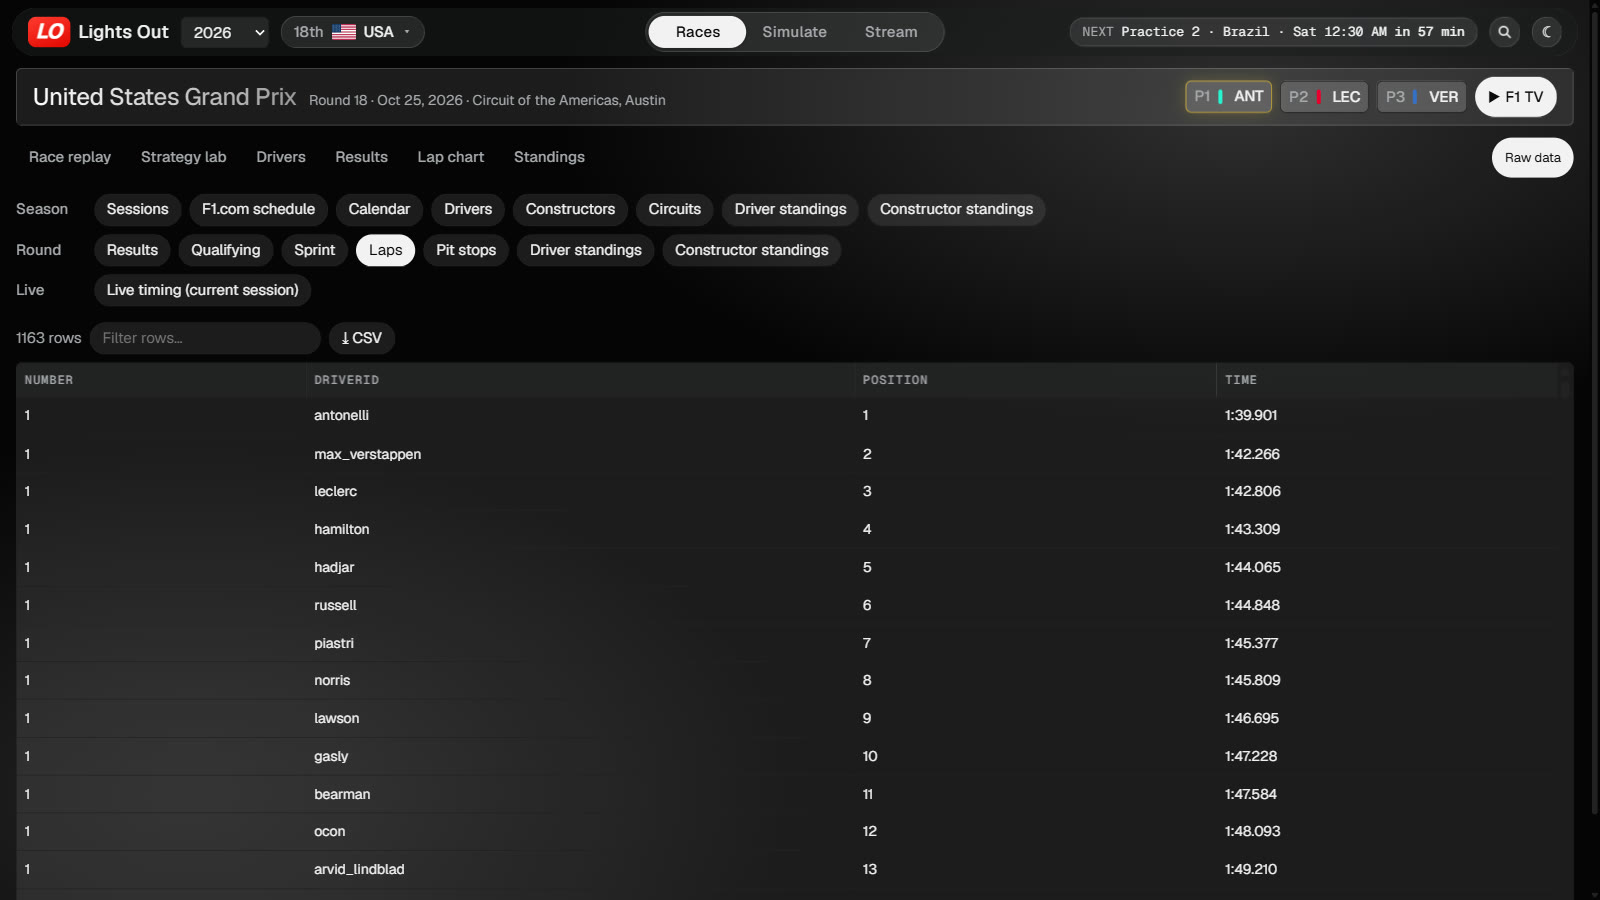 LO Lights Out 2026 18th USA Races Simulate Stream NEXT Practice 2 · Brazil · Sat 12:30 AM in 57 min
United States Grand Prix Round 18 · Oct 25, 2026 · Circuit of the Americas, Austin P1 ANT P2 LEC P3 VER ▶ F1 TV
Race replay Strategy lab Drivers Results Lap chart Standings Raw data
Season Sessions F1.com schedule Calendar Drivers Constructors Circuits Driver standings Constructor standings
Round Results Qualifying Sprint Laps Pit stops Driver standings Constructor standings
Live Live timing (current session)
1163 rows Filter rows... ⤓ CSV
NUMBER DRIVERID POSITION TIME
1 antonelli 1 1:39.901
1 max_verstappen 2 1:42.266
1 leclerc 3 1:42.806
1 hamilton 4 1:43.309
1 hadjar 5 1:44.065
1 russell 6 1:44.848
1 piastri 7 1:45.377
1 norris 8 1:45.809
1 lawson 9 1:46.695
1 gasly 10 1:47.228
1 bearman 11 1:47.584
1 ocon 12 1:48.093
1 arvid_lindblad 13 1:49.210